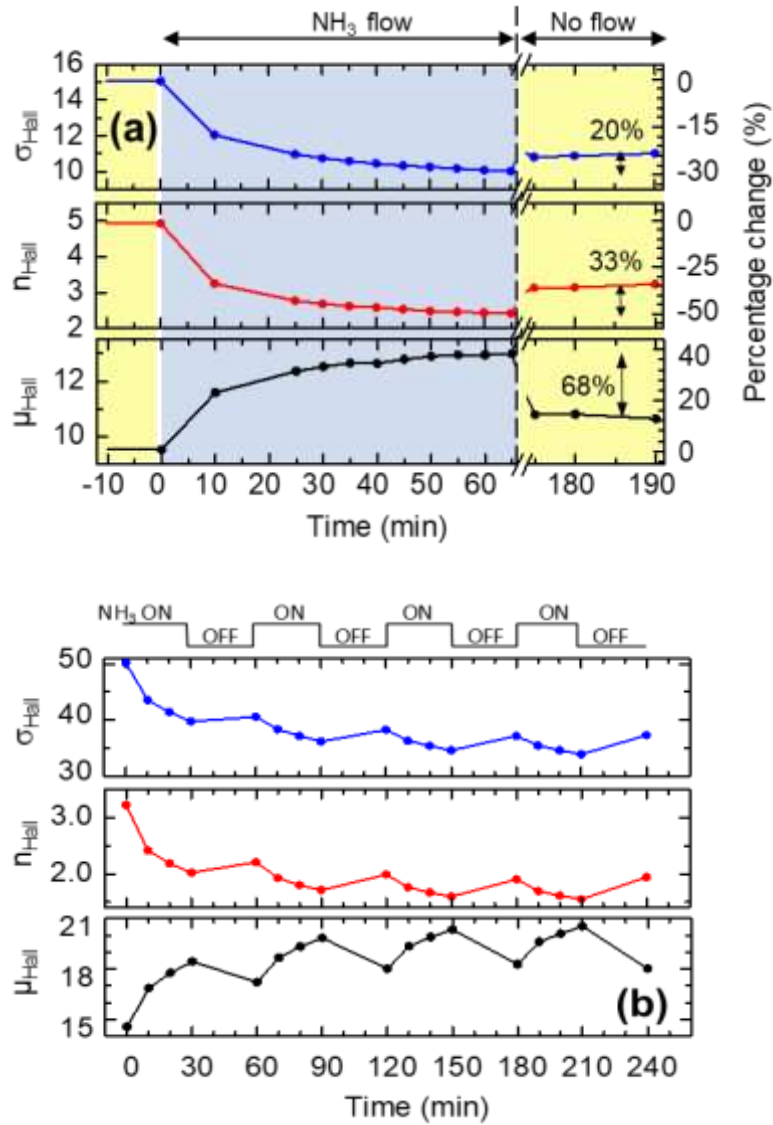 NH₃ flow No flow
16
15
13
11
10
σHall
(a)
20%
0
-15
-30
5
4
3
2
nHall
33%
0
-25
-50
Percentage change (%)
12
10
μHall
68%
40
20
0
-10 0 10 20 30 40 50 60 180 190
Time (min)
NH₃ ON OFF ON OFF ON OFF ON OFF
50
40
30
σHall
3.0
2.0
nHall
21
18
15
μHall
(b)
0 30 60 90 120 150 180 210 240
Time (min)